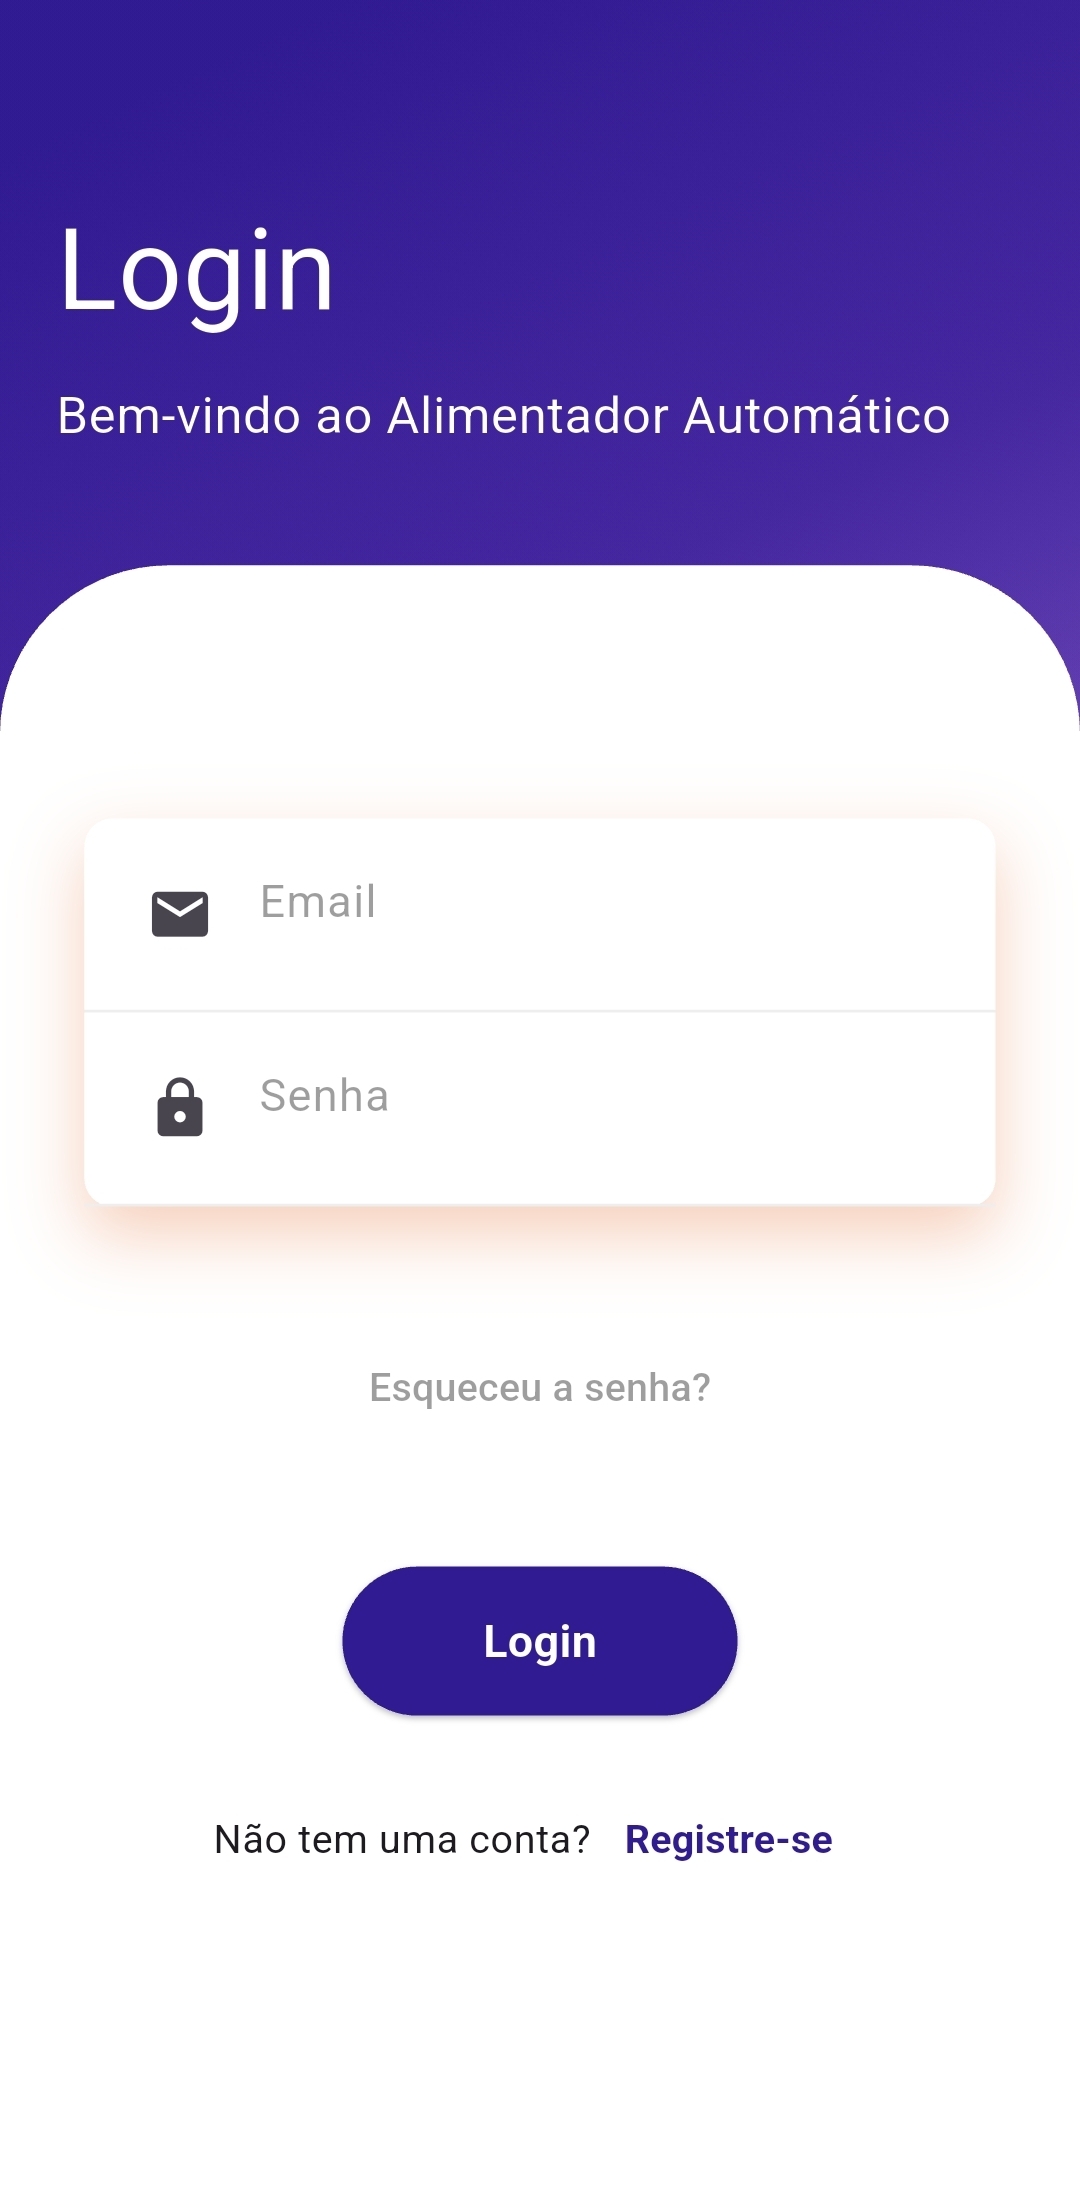 Login
Bem-vindo ao Alimentador Automático
Email
Senha
Esqueceu a senha?
Login
Não tem uma conta? Registre-se